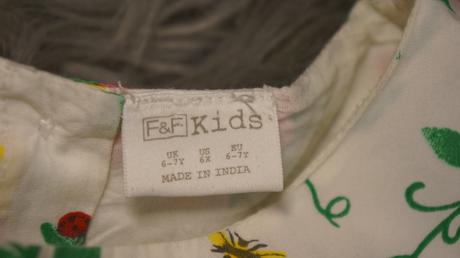 F&F Kids
UK US EU
6-7Y 6X 6-7Y
MADE IN INDIA